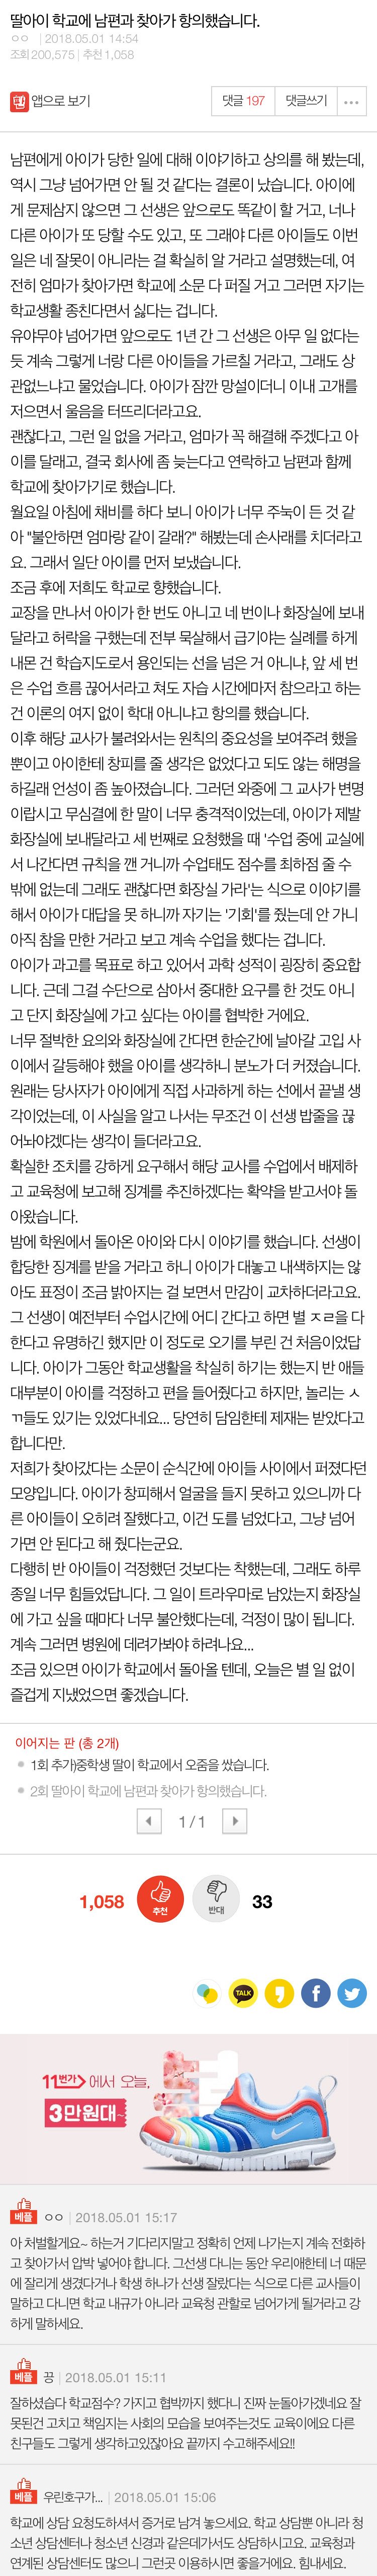 딸아이 학교에 남편과 찾아가 항의했습니다.
ㅇㅇ | 2018.05.01 14:54
조회 200,575 | 추천 1,058
앱으로 보기
댓글 197
댓글쓰기
남편에게 아이가 당한 일에 대해 이야기하고 상의를 해 봤는데,
역시 그냥 넘어가면 안 될 것 같다는 결론이 났습니다. 아이에
게 문제삼지 않으면 그 선생은 앞으로도 똑같이 할 거고, 너나
다른 아이가 또 당할 수도 있고, 또 그래야 다른 아이들도 이번
일은 네 잘못이 아니라는 걸 확실히 알 거라고 설명했는데, 여
전히 엄마가 찾아가면 학교에 소문 다 퍼질 거고 그러면 자기는
학교생활 종친다면서 싫다는 겁니다.
유야무야 넘어가면 앞으로도 1년 간 그 선생은 아무 일 없다는
듯 계속 그렇게 너랑 다른 아이들을 가르칠 거라고, 그래도 상
관없느냐고 물었습니다. 아이가 잠깐 망설이더니 이내 고개를
저으면서 울음을 터뜨리더라고요.
괜찮다고, 그런 일 없을 거라고, 엄마가 꼭 해결해 주겠다고 아
이를 달래고, 결국 회사에 좀 늦는다고 연락하고 남편과 함께
학교에 찾아가기로 했습니다.
월요일 아침에 채비를 하다 보니 아이가 너무 주눅이 든 것 같
아 "불안하면 엄마랑 같이 갈래?" 해봤는데 손사래를 치더라고
요. 그래서 일단 아이를 먼저 보냈습니다.
조금 후에 저희도 학교로 향했습니다.
교장을 만나서 아이가 한 번도 아니고 네 번이나 화장실에 보내
달라고 허락을 구했는데 전부 묵살해서 급기야는 실례를 하게
내몬 건 학습지도로서 용인되는 선을 넘은 거 아니냐, 앞 세 번
은 수업 흐름 끊어서라고 쳐도 자습 시간에마저 참으라고 하는
건 이론의 여지 없이 학대 아니냐고 항의를 했습니다.
이후 해당 교사가 불려와서는 원칙의 중요성을 보여주려 했을
뿐이고 아이한테 창피를 줄 생각은 없었다고 되도 않는 해명을
하길래 언성이 좀 높아졌습니다. 그러던 와중에 그 교사가 변명
이랍시고 무심결에 한 말이 너무 충격적이었는데, 아이가 제발
화장실에 보내달라고 세 번째로 요청했을 때 '수업 중에 교실에
서 나간다면 규칙을 깬 거니까 수업태도 점수를 최하점 줄 수
밖에 없는데 그래도 괜찮다면 화장실 가라'는 식으로 이야기를
해서 아이가 대답을 못 하니까 자기는 '기회'를 줬는데 안 가니
아직 참을 만한 거라고 보고 계속 수업을 했다는 겁니다.
아이가 과고를 목표로 하고 있어서 과학 성적이 굉장히 중요합
니다. 근데 그걸 수단으로 삼아서 중대한 요구를 한 것도 아니
고 단지 화장실에 가고 싶다는 아이를 협박한 거에요.
너무 절박한 요의와 화장실에 간다면 한순간에 날아갈 고입 사
이에서 갈등해야 했을 아이를 생각하니 분노가 더 커졌습니다.
원래는 당사자가 아이에게 직접 사과하게 하는 선에서 끝낼 생
각이었는데, 이 사실을 알고 나서는 무조건 이 선생 밥줄을 끊
어놔야겠다는 생각이 들더라고요.
확실한 조치를 강하게 요구해서 해당 교사를 수업에서 배제하
고 교육청에 보고해 징계를 추진하겠다는 확약을 받고서야 돌
아왔습니다.
밤에 학원에서 돌아온 아이와 다시 이야기를 했습니다. 선생이
합당한 징계를 받을 거라고 하니 아이가 대놓고 내색하지는 않
아도 표정이 조금 밝아지는 걸 보면서 만감이 교차하더라고요.
그 선생이 예전부터 수업시간에 어디 간다고 하면 별 ㅈㄹ을 다
한다고 유명하긴 했지만 이 정도로 오기를 부린 건 처음이었답
니다. 아이가 그동안 학교생활을 착실히 하기는 했는지 반 애들
대부분이 아이를 걱정하고 편을 들어줬다고 하지만, 놀리는 ㅅ
ㄲ들도 있기는 있었다네요... 당연히 담임한테 제재는 받았다고
합니다만.
저희가 찾아갔다는 소문이 순식간에 아이들 사이에서 퍼졌다던
모양입니다. 아이가 창피해서 얼굴을 들지 못하고 있으니까 다
른 아이들이 오히려 잘했다고, 이건 도를 넘었다고, 그냥 넘어
가면 안 된다고 해 줬다는군요.
다행히 반 아이들이 걱정했던 것보다는 착했는데, 그래도 하루
종일 너무 힘들었답니다. 그 일이 트라우마로 남았는지 화장실
에 가고 싶을 때마다 너무 불안했다는데, 걱정이 많이 됩니다.
계속 그러면 병원에 데려가봐야 하려나요...
조금 있으면 아이가 학교에서 돌아올 텐데, 오늘은 별 일 없이
즐겁게 지냈었으면 좋겠습니다.
이어지는 판 (총 2개)
1회 추가)중학생 딸이 학교에서 오줌을 쌌습니다.
2회 딸아이 학교에 남편과 찾아가 항의했습니다.
1 / 1
1,058 추천 반대 33
TALK
11번가 에서 오늘,
3만원대~
베플 ㅇㅇ | 2018.05.01 15:17
아 처벌할게요~ 하는거 기다리지말고 정확히 언제 나가는지 계속 전화하
고 찾아가서 압박 넣어야 합니다. 그선생 다니는 동안 우리애한테 너 때문
에 잘리게 생겼다거나 학생 하나가 선생 잘랐다는 식으로 다른 교사들이
말하고 다니면 학교 내규가 아니라 교육청 관할로 넘어가게 될거라고 강
하게 말하세요.
베플 끙 | 2018.05.01 15:11
잘하셨습다 학교점수? 가지고 협박까지 했다니 진짜 눈돌아가겠네요 잘
못된건 고치고 책임지는 사회의 모습을 보여주는것도 교육이에요 다른
친구들도 그렇게 생각하고있잖아요 끝까지 수고해주세요!!
베플 우린호구가... | 2018.05.01 15:06
학교에 상담 요청도하셔서 증거로 남겨 놓으세요. 학교 상담뿐 아니라 청
소년 상담센터나 청소년 신경과 같은데가서도 상담하시고요. 교육청과
연계된 상담센터도 많으니 그런곳 이용하시면 좋을거에요. 힘내세요.